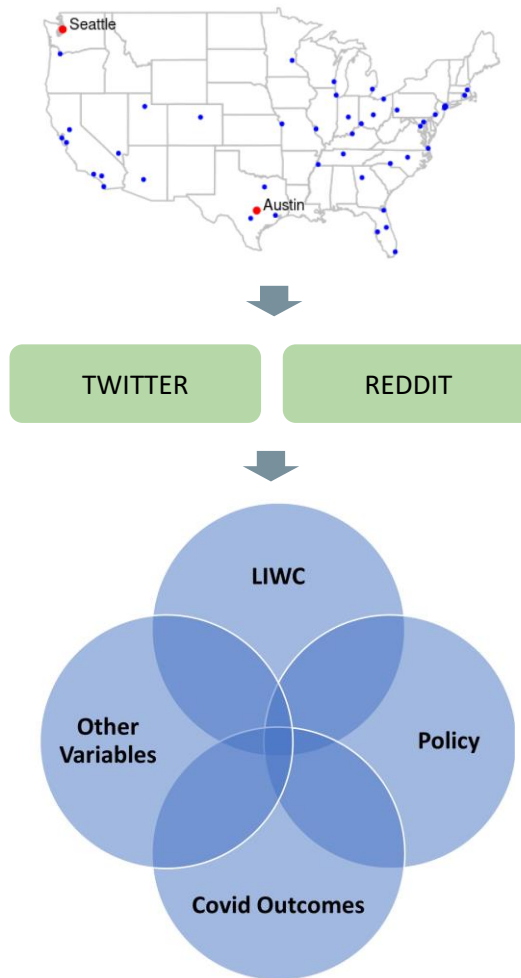 Seattle
Austin
TWITTER
REDDIT
LIWC
Other
Variables
Policy
Covid Outcomes